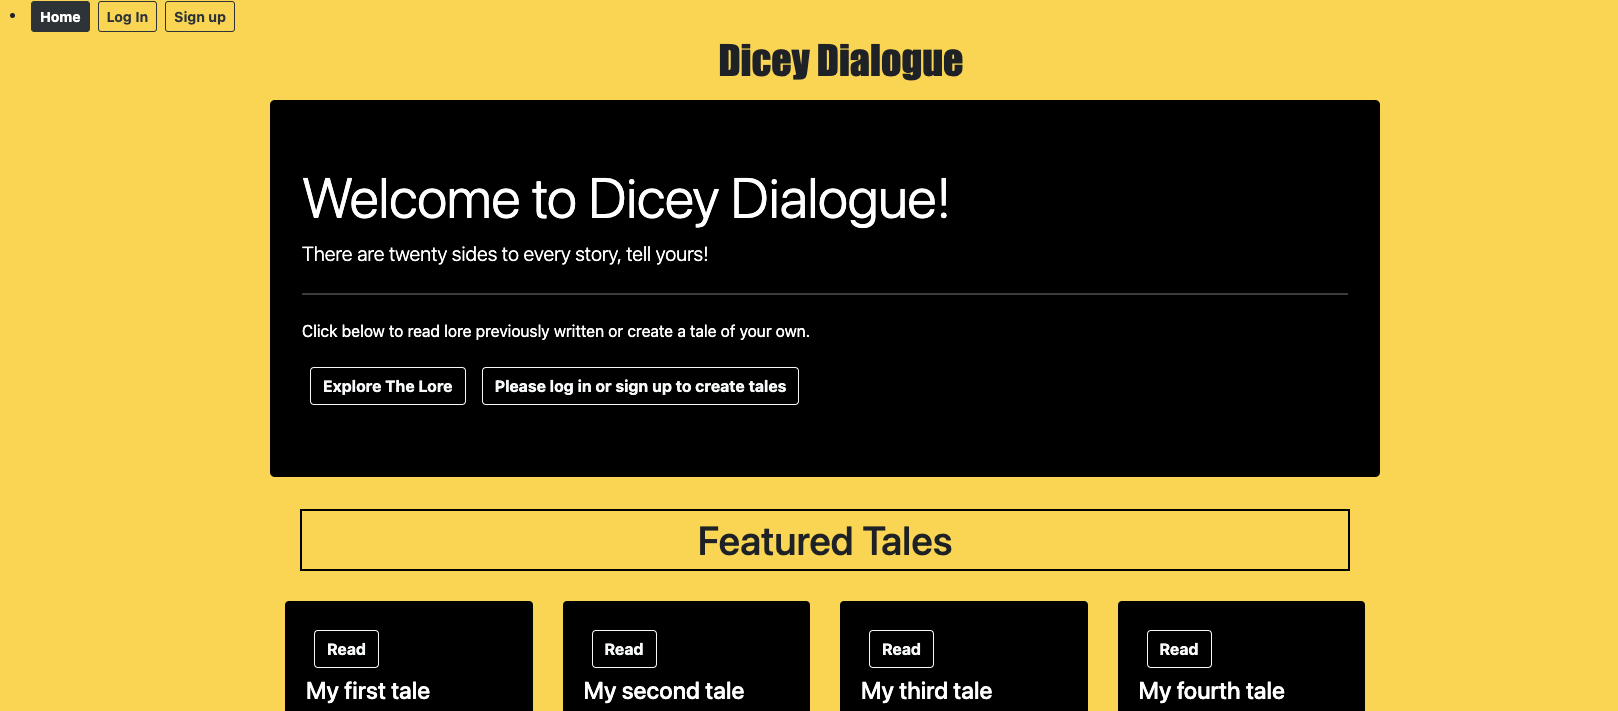 Home Log In Sign up
Dicey Dialogue
Welcome to Dicey Dialogue!
There are twenty sides to every story, tell yours!
Click below to read lore previously written or create a tale of your own.
Explore The Lore Please log in or sign up to create tales
Featured Tales
Read Read Read Read
My first tale My second tale My third tale My fourth tale